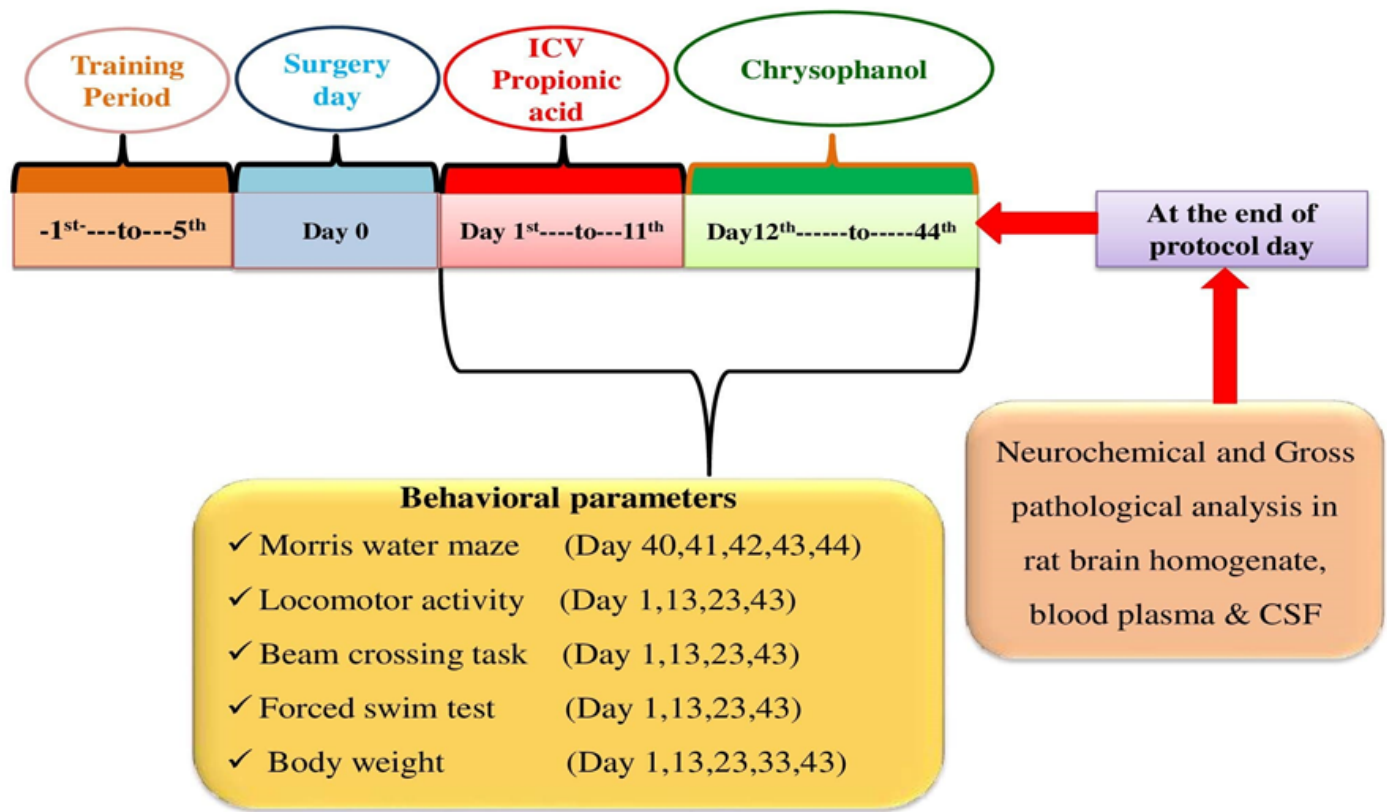 Training
Period
Surgery
day
ICV
Propionic
acid
Chrysophanol
-1st----to---5th
Day 0
Day 1st----to---11th
Day12th------to-----44th
At the end of
protocol day
Behavioral parameters
✓ Morris water maze (Day 40,41,42,43,44)
✓ Locomotor activity (Day 1,13,23,43)
✓ Beam crossing task (Day 1,13,23,43)
✓ Forced swim test (Day 1,13,23,43)
✓ Body weight (Day 1,13,23,33,43)
Neurochemical and Gross
pathological analysis in
rat brain homogenate,
blood plasma & CSF